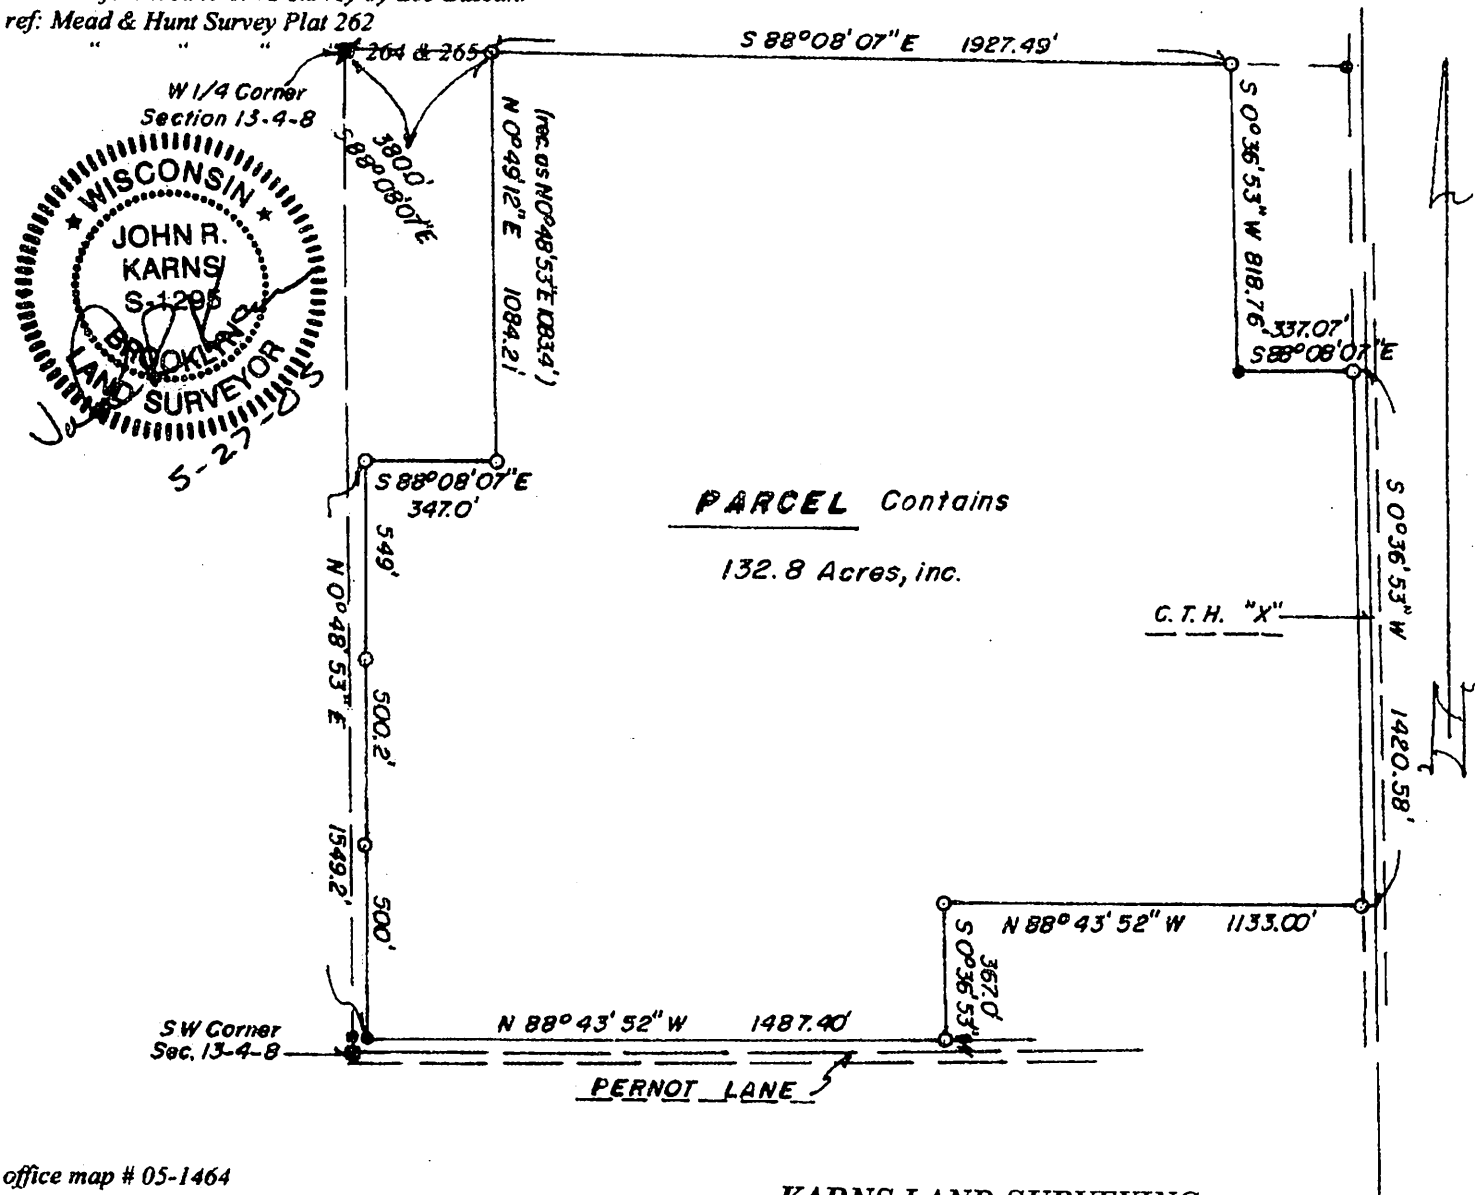 ref: Mead & Hunt Survey Plat 262
" " " " 264 & 265
S 88°08'07"E 1927.49'
W 1/4 Corner
Section 13-4-8
380.0'
S 88°08'07"E
N 0°49'12"E 1084.21'
(rec. as N0°48'53"E 1083.4')
S 0°36'53"W 818.76
337.07'
S 88°08'07"E
WISCONSIN
JOHN R.
KARNS
S-1295
BROOKLYN
LAND SURVEYOR
5-27-05
S 88°08'07"E
347.0'
PARCEL Contains
132.8 Acres, inc.
549'
N 0°48'53"E 1549.2'
500.2'
500'
C.T.H. "X"
S 0°36'53"W 1420.58'
N 88°43'52"W 1133.00'
367.0'
S 0°36'53"W
N 88°43'52"W 1487.40'
SW Corner
Sec. 13-4-8
PERNOT LANE
office map # 05-1464
KARNS LAND SURVEYING